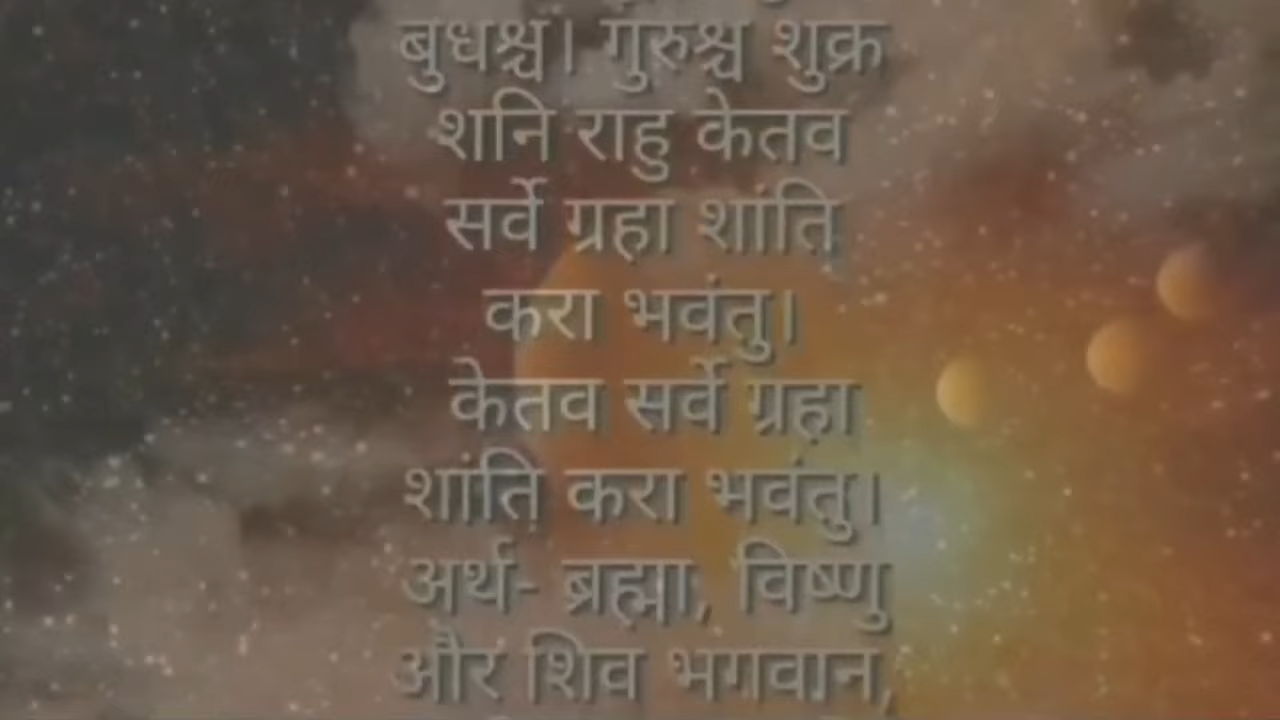 बुधश्च। गुरुश्च शुक्र
शनि राहु केतव
सर्वे ग्रहा शांति
करा भवंतु।
केतव सर्वे ग्रहा
शांति करा भवंतु।
अर्थ- ब्रह्मा, विष्णु
और शिव भगवान,